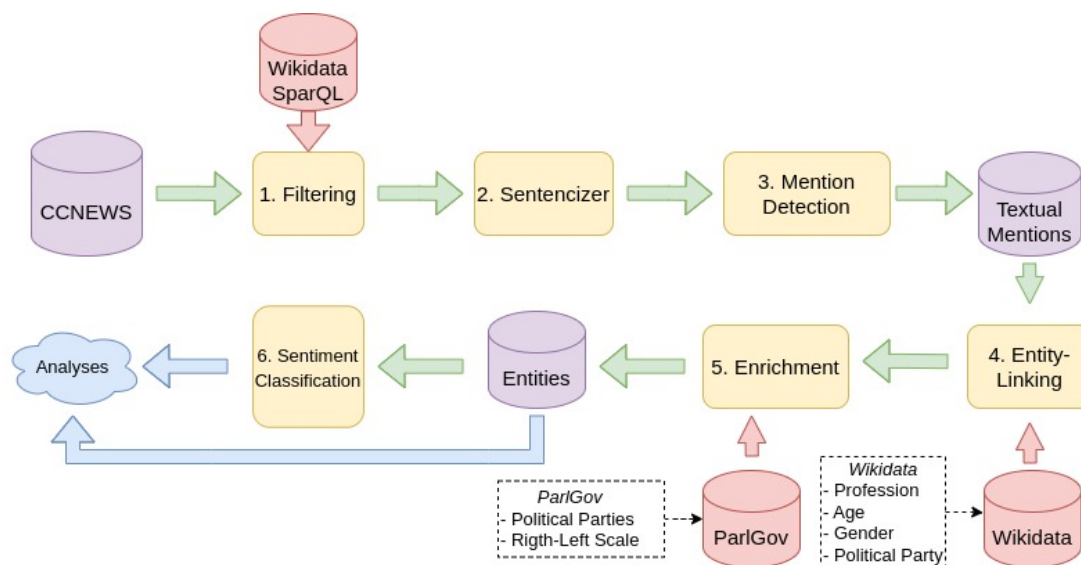 Wikidata
SparQL
CCNEWS
1. Filtering
2. Sentencizer
3. Mention
Detection
Textual
Mentions
Analyses
6. Sentiment
Classification
Entities
5. Enrichment
4. Entity-
Linking
ParlGov
- Political Parties
- Rigth-Left Scale
ParlGov
Wikidata
- Profession
- Age
- Gender
- Political Party
Wikidata